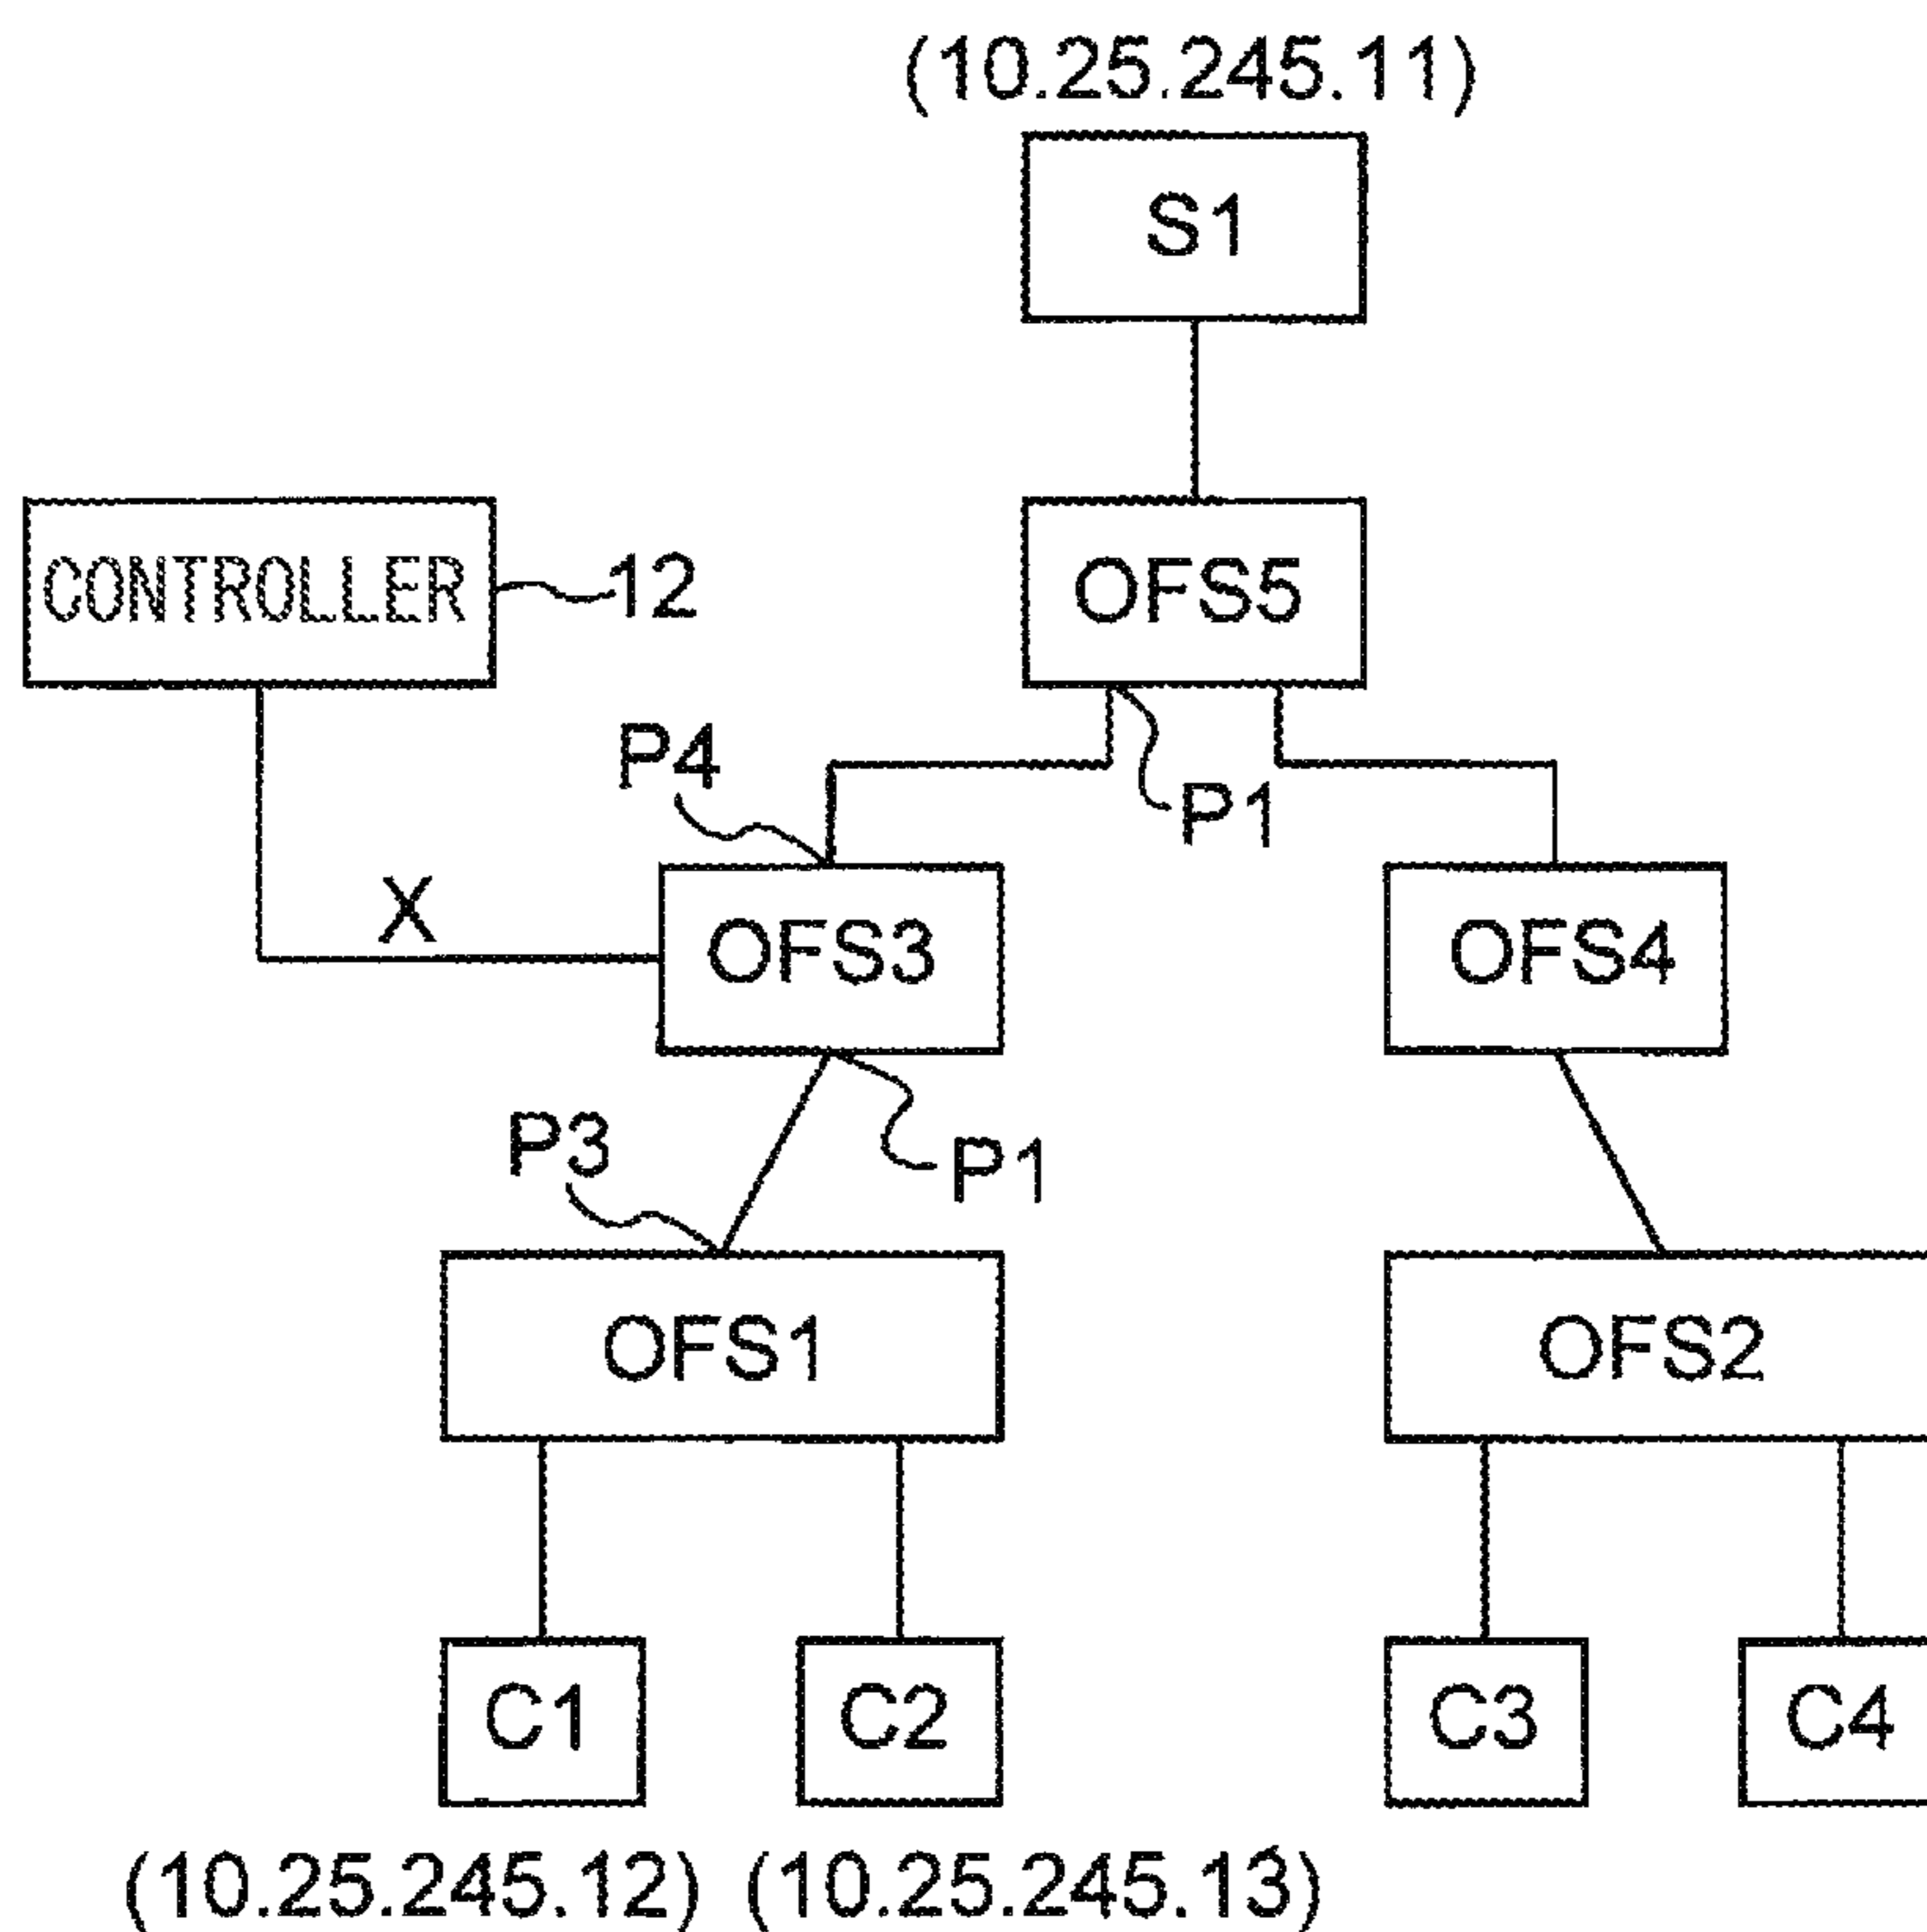 (10.25.245.11)
S1
CONTROLLER
12
OFS5
P4
P1
X
OFS3
OFS4
P3
P1
OFS1
OFS2
C1
C2
C3
C4
(10.25.245.12) (10.25.245.13)